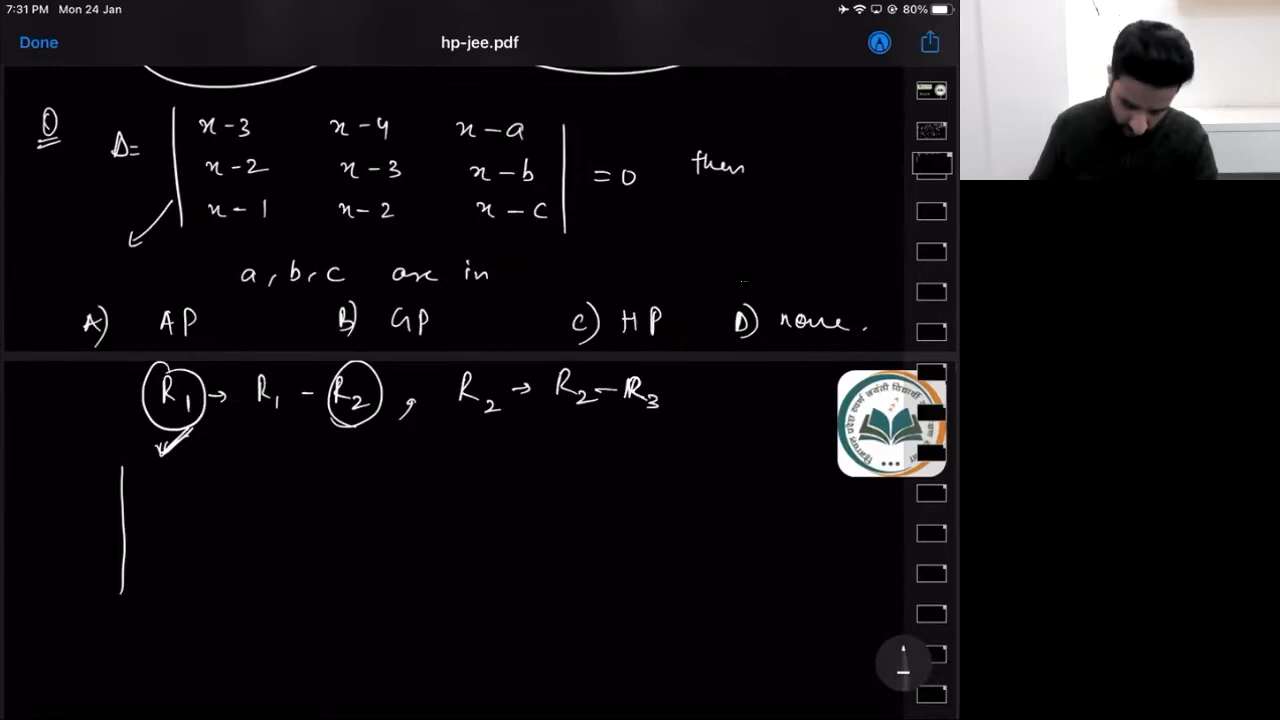 7:31 PM Mon 24 Jan 80%
Done hp-jee.pdf
Q Δ= | x-3 x-4 x-a |
| x-2 x-3 x-b | = 0 then
| x-1 x-2 x-c |
a, b, c are in
A) AP B) GP C) HP D) none.
R₁ → R₁ - R₂ , R₂ → R₂ - R₃